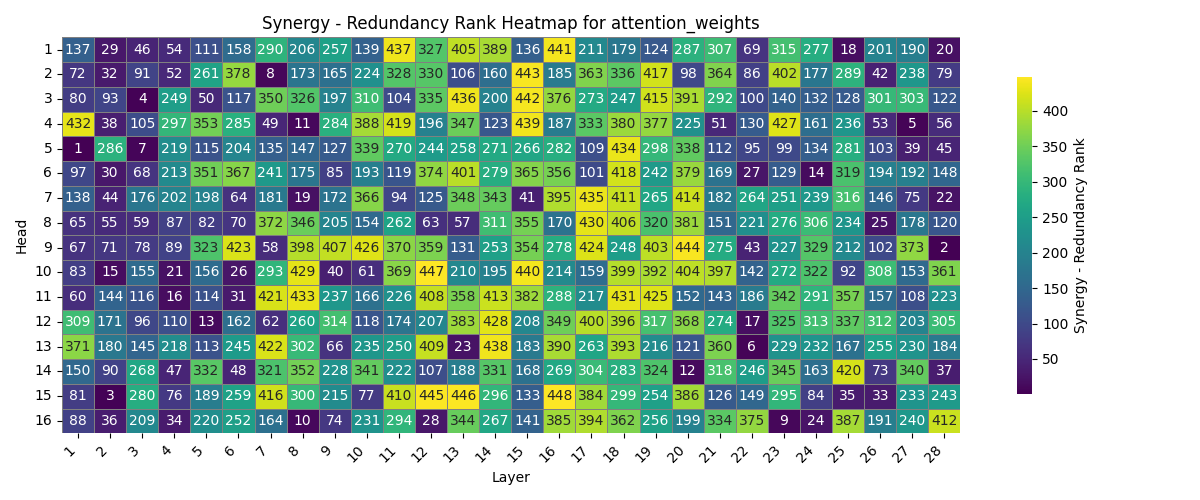 Synergy - Redundancy Rank Heatmap for attention_weights
1 137 29 46 54 111 158 290 206 257 139 437 327 405 389 136 441 211 179 124 287 307 69 315 277 18 201 190 20
2 72 32 91 52 261 378 8 173 165 224 328 330 106 160 443 185 363 336 417 98 364 86 402 177 289 42 238 79
3 80 93 4 249 50 117 350 326 197 310 104 335 436 200 442 376 273 247 415 391 292 100 140 132 128 301 303 122
4 432 38 105 297 353 285 49 11 284 388 419 196 347 123 439 187 333 380 377 225 51 130 427 161 236 53 5 56
5 1 286 7 219 115 204 135 147 127 339 270 244 258 271 266 282 109 434 298 338 112 95 99 134 281 103 39 45
6 97 30 68 213 351 367 241 175 85 193 119 374 401 279 365 356 101 418 242 379 169 27 129 14 319 194 192 148
7 138 44 176 202 198 64 181 19 172 366 94 125 348 343 41 395 435 411 265 414 182 264 251 239 316 146 75 22
8 65 55 59 87 82 70 372 346 205 154 262 63 57 311 355 170 430 406 320 381 151 221 276 306 234 25 178 120
9 67 71 78 89 323 423 58 398 407 426 370 359 131 253 354 278 424 248 403 444 275 43 227 329 212 102 373 2
10 83 15 155 21 156 26 293 429 40 61 369 447 210 195 440 214 159 399 392 404 397 142 272 322 92 308 153 361
11 60 144 116 16 114 31 421 433 237 166 226 408 358 413 382 288 217 431 425 152 143 186 342 291 357 157 108 223
12 309 171 96 110 13 162 62 260 314 118 174 207 383 428 208 349 400 396 317 368 274 17 325 313 337 312 203 305
13 371 180 145 218 113 245 422 302 66 235 250 409 23 438 183 390 263 393 216 121 360 6 229 232 167 255 230 184
14 150 90 268 47 332 48 321 352 228 341 222 107 188 331 168 269 304 283 324 12 318 246 345 163 420 73 340 37
15 81 3 280 76 189 259 416 300 215 77 410 445 446 296 133 448 384 299 254 386 126 149 295 84 35 33 233 243
16 88 36 209 34 220 252 164 10 74 231 294 28 344 267 141 385 394 362 256 199 334 375 9 24 387 191 240 412
1 2 3 4 5 6 7 8 9 10 11 12 13 14 15 16 17 18 19 20 21 22 23 24 25 26 27 28
Layer
Head
400
350
300
250
200
150
100
50
Synergy - Redundancy Rank